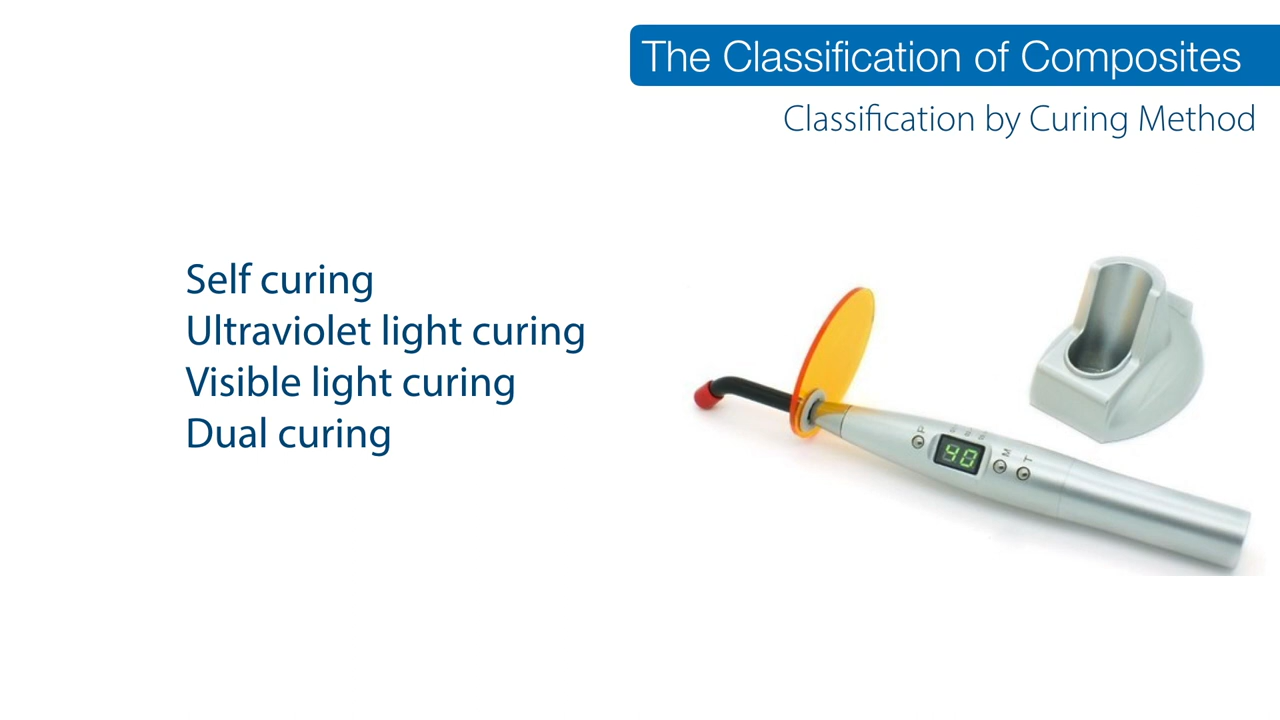 The Classification of Composites
Classification by Curing Method
Self curing
Ultraviolet light curing
Visible light curing
Dual curing
P
40
M
T